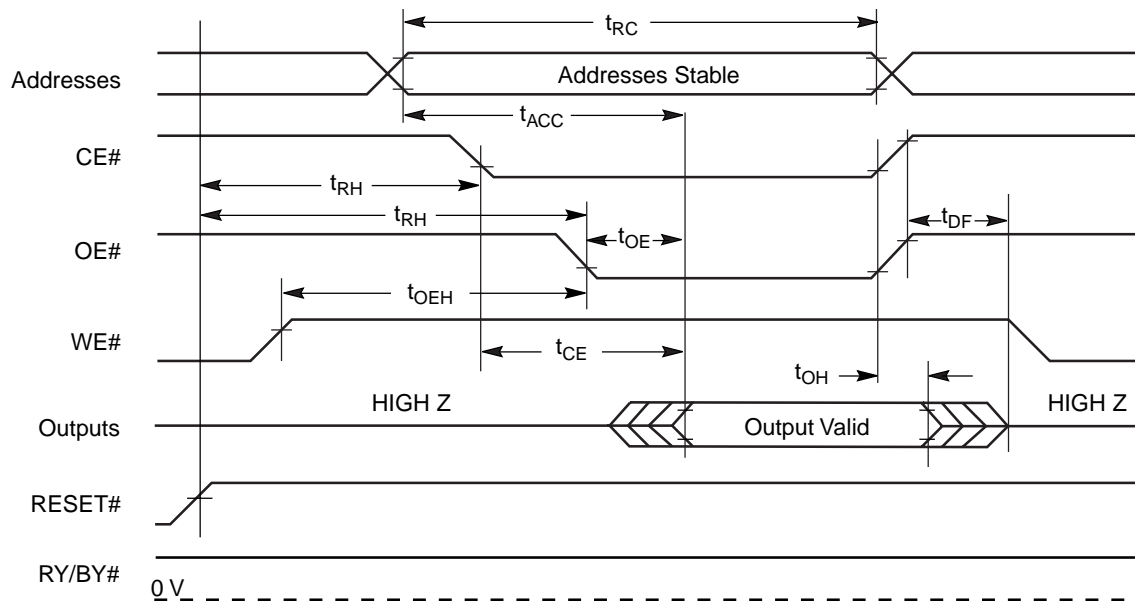 tRC
Addresses
Addresses Stable
tACC
CE#
tRH
tRH
tOE
tDF
OE#
tOEH
WE#
tCE
tOH
HIGH Z
HIGH Z
Outputs
Output Valid
RESET#
RY/BY#
0 V